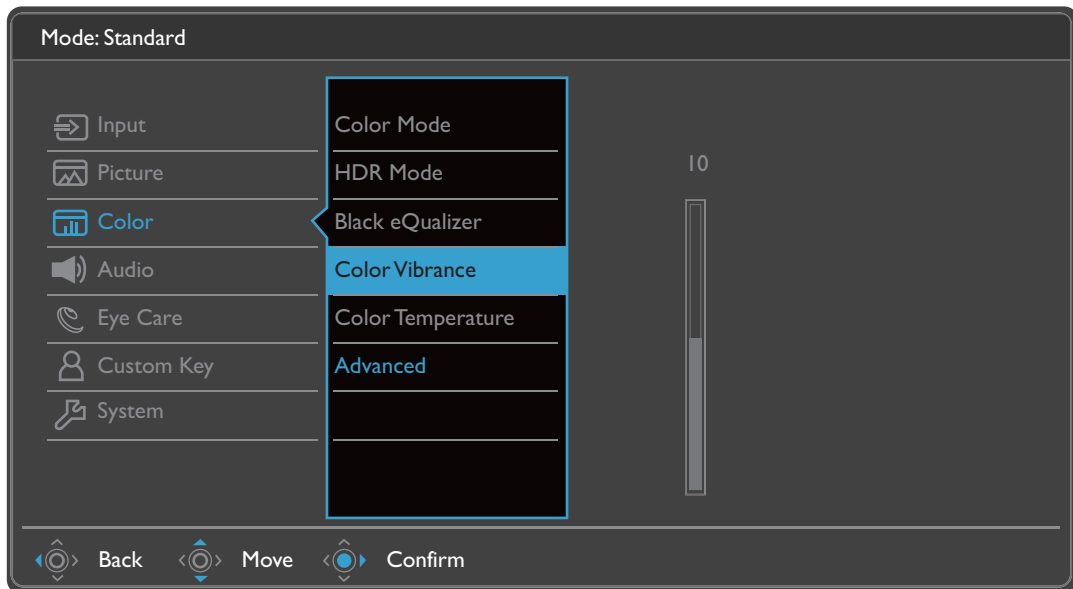 Mode: Standard
Input
Picture
Color
Audio
Eye Care
Custom Key
System
Color Mode
HDR Mode
Black eQualizer
Color Vibrance
Color Temperature
Advanced
10
Back
Move
Confirm